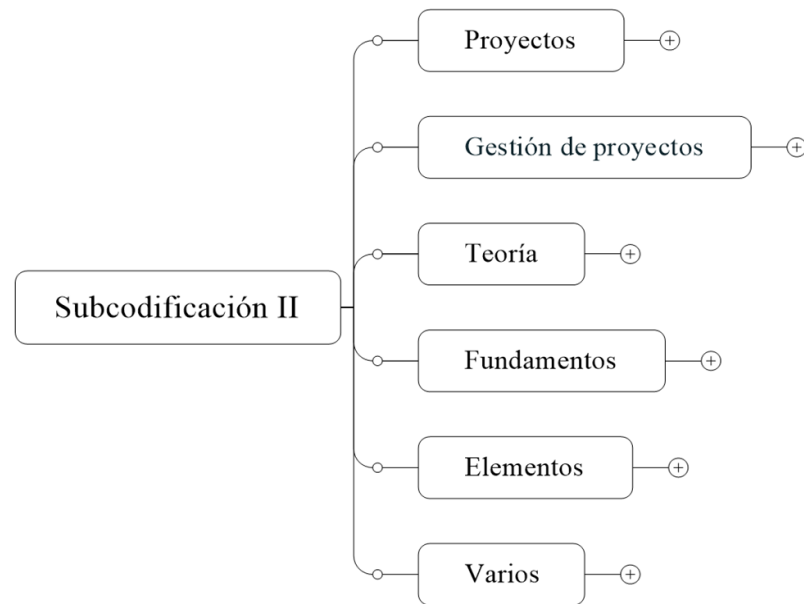 Proyectos
Gestión de proyectos
Teoría
Subcodificación II
Fundamentos
Elementos
Varios